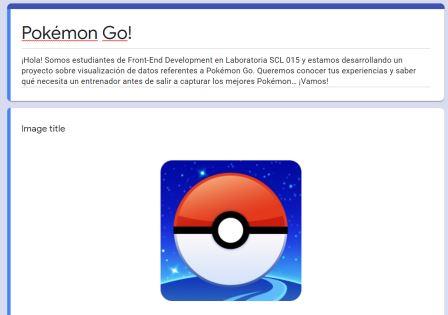 Pokémon Go!
¡Hola! Somos estudiantes de Front-End Development en Laboratoria SCL 015 y estamos desarrollando un
proyecto sobre visualización de datos referentes a Pokémon Go. Queremos conocer tus experiencias y saber
qué necesita un entrenador antes de salir a capturar los mejores Pokémon... ¡Vamos!
Image title